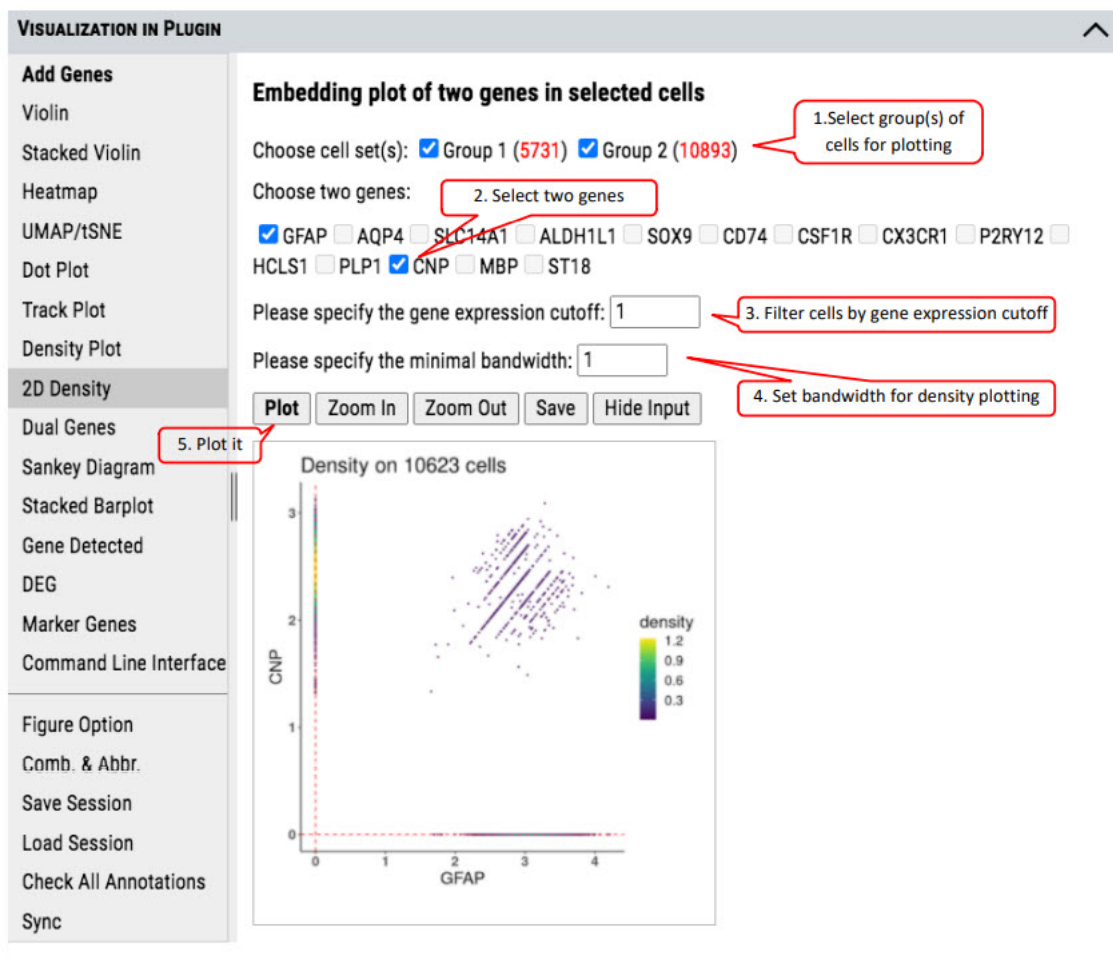 VISUALIZATION IN PLUGIN
Add Genes
Violin
Stacked Violin
Heatmap
UMAP/tSNE
Dot Plot
Track Plot
Density Plot
2D Density
Dual Genes
Sankey Diagram
Stacked Barplot
Gene Detected
DEG
Marker Genes
Command Line Interface
Figure Option
Comb. & Abbr.
Save Session
Load Session
Check All Annotations
Sync
Embedding plot of two genes in selected cells
1.Select group(s) of
cells for plotting
Choose cell set(s): Group 1 (5731) Group 2 (10893)
Choose two genes:
2. Select two genes
GFAP AQP4 SLC14A1 ALDH1L1 SOX9 CD74 CSF1R CX3CR1 P2RY12
HCLS1 PLP1 CNP MBP ST18
Please specify the gene expression cutoff: 1
3. Filter cells by gene expression cutoff
Please specify the minimal bandwidth: 1
4. Set bandwidth for density plotting
Plot Zoom In Zoom Out Save Hide Input
5. Plot it
Density on 10623 cells
3
2
1
0
CNP
0 1 2 3 4
GFAP
density
1.2
0.9
0.6
0.3